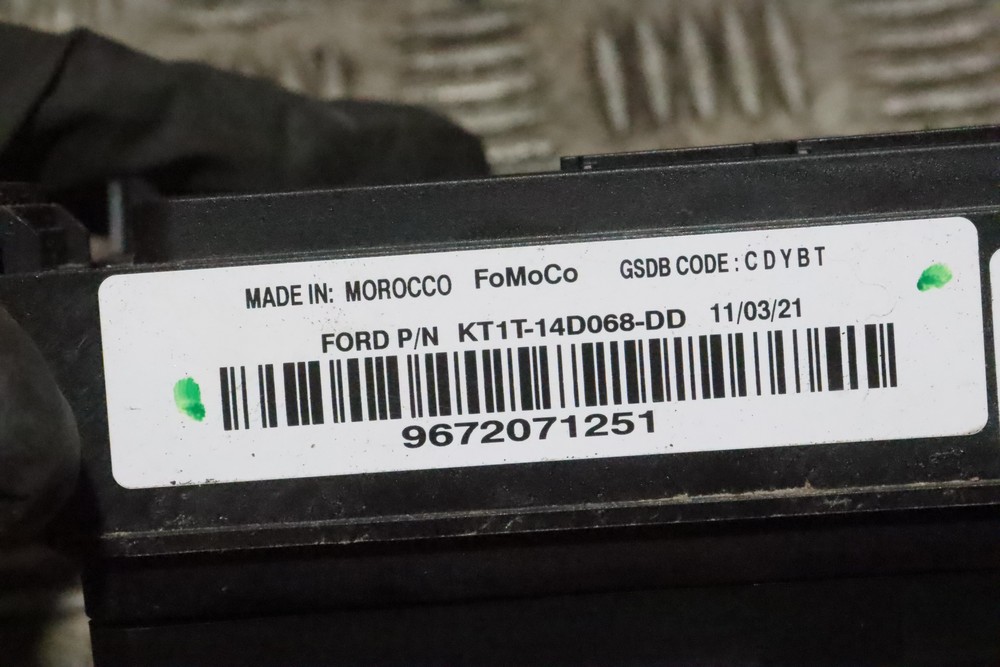 MADE IN: MOROCCO FoMoCo GSDB CODE : C D Y B T
FORD P/N KT1T-14D068-DD 11/03/21
9672071251